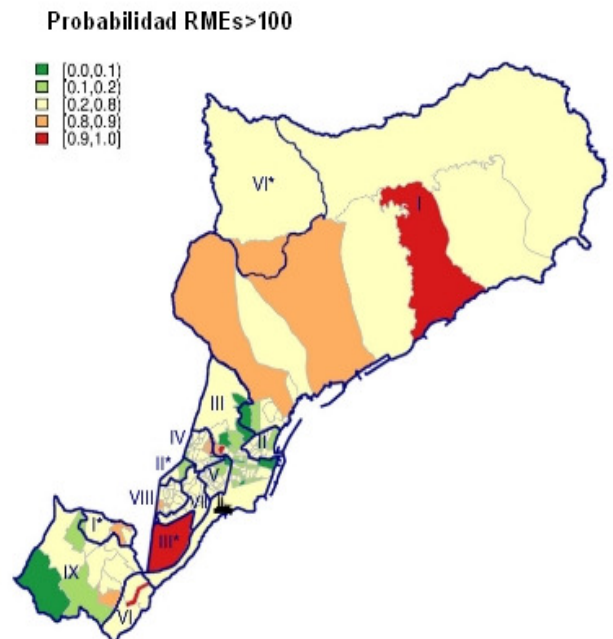 Probabilidad RMEs>100
[0.0,0.1)
[0.1,0.2)
[0.2,0.8)
[0.8,0.9)
[0.9,1.0]
VI*
I
III
IV
II
II*
V
VIII
VII
III*
I*
IX
VI